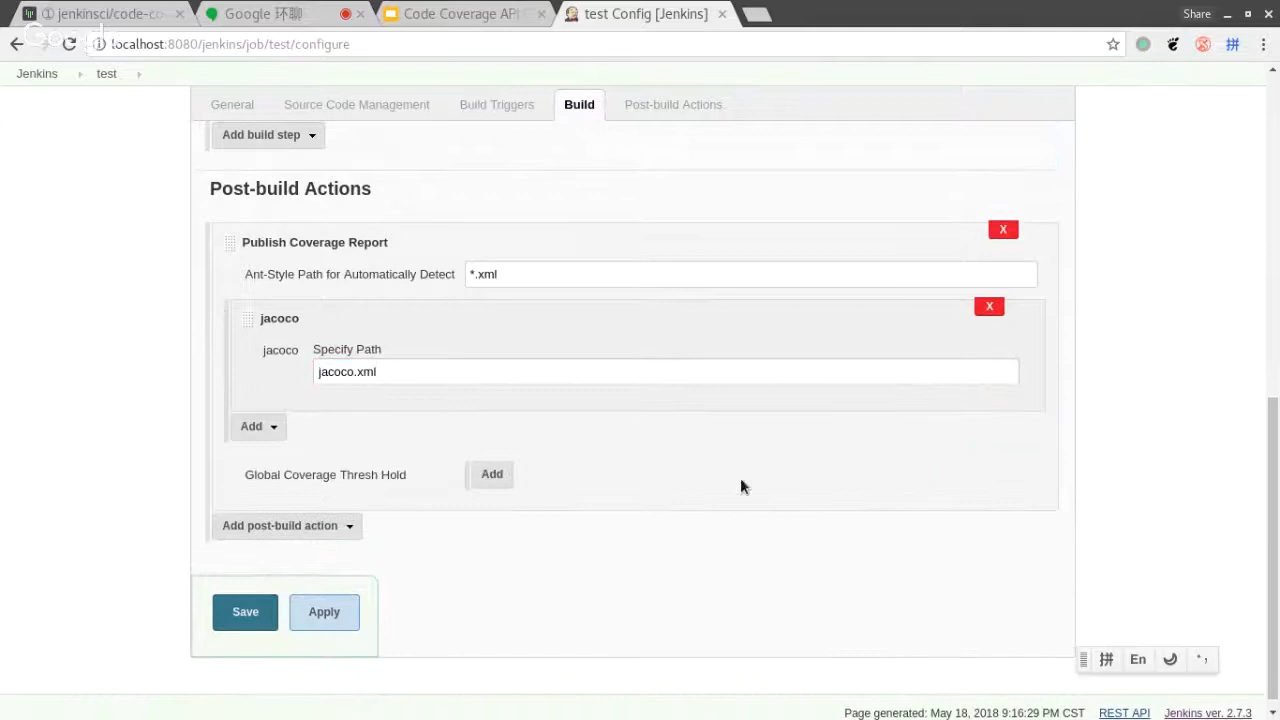 ① jenkinsci/code-co
Google 环聊
Code Coverage API
test Config [Jenkins]
Share
localhost:8080/jenkins/job/test/configure
拼
Jenkins
test
General
Source Code Management
Build Triggers
Build
Post-build Actions
Add build step
Post-build Actions
X
Publish Coverage Report
Ant-Style Path for Automatically Detect
*.xml
X
jacoco
jacoco
Specify Path
jacoco.xml
Add
Global Coverage Thresh Hold
Add
Add post-build action
Save
Apply
拼
En
Page generated: May 18, 2018 9:16:29 PM CST
REST API
Jenkins ver. 2.7.3